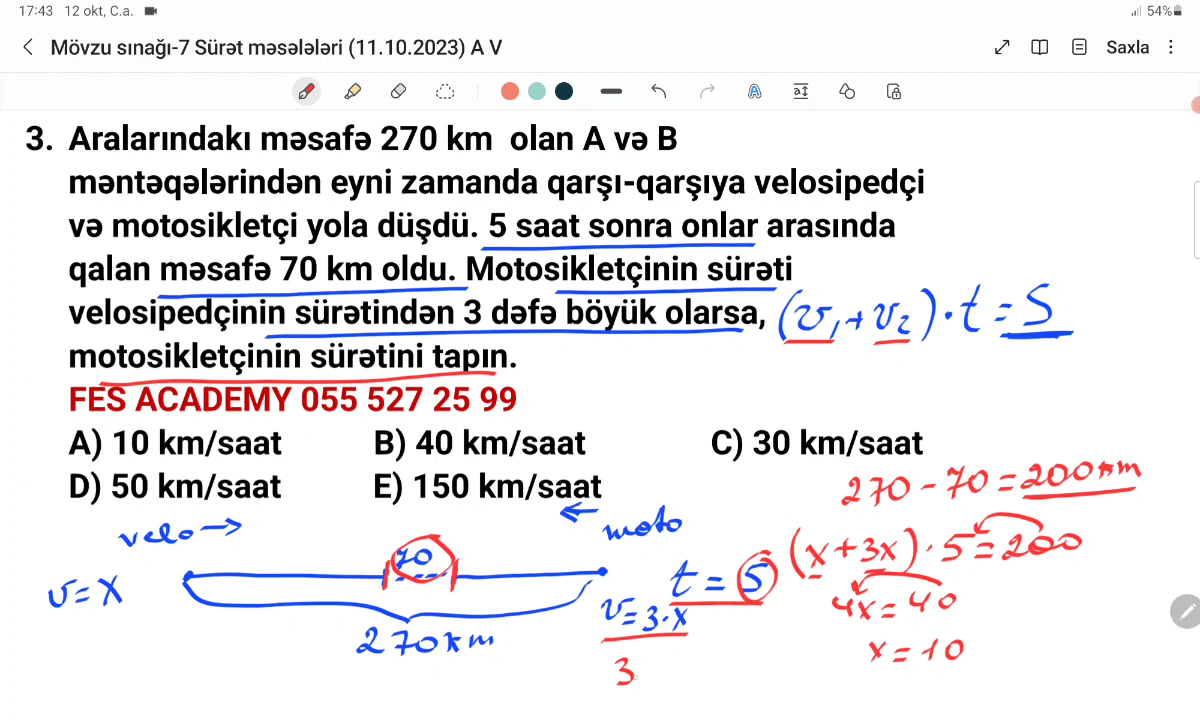 17:43 12 okt, C.a. 54%
Mövzu sınağı-7 Sürət məsələləri (11.10.2023) A V Saxla
3. Aralarındakı məsafə 270 km olan A və B
məntəqələrindən eyni zamanda qarşı-qarşıya velosipedçi
və motosikletçi yola düşdü. 5 saat sonra onlar arasında
qalan məsafə 70 km oldu. Motosikletçinin sürəti
velosipedçinin sürətindən 3 dəfə böyük olarsa, (v₁+v₂)·t=S
motosikletçinin sürətini tapın.
FES ACADEMY 055 527 25 99
A) 10 km/saat B) 40 km/saat C) 30 km/saat
D) 50 km/saat E) 150 km/saat
270-70=200km
velo→ ← moto
70 (x+3x)·5=200
v=x t=5
v=3·x 4x=40
270km x=10
3